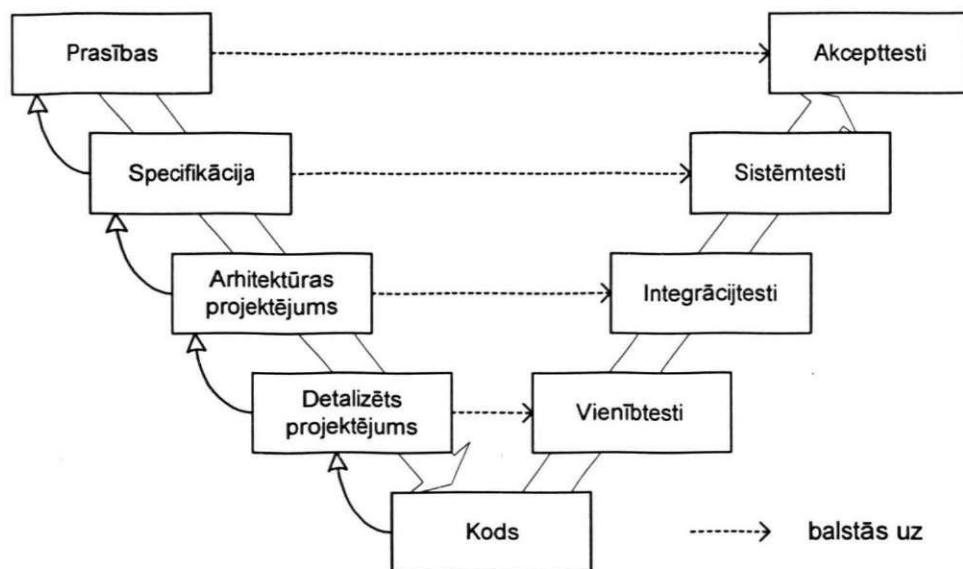 Prasības
Akcepttesti
Specifikācija
Sistēmtesti
Arhitektūras
projektējums
Integrācijtesti
Detalizēts
projektējums
Vienībtesti
Kods
balstās uz